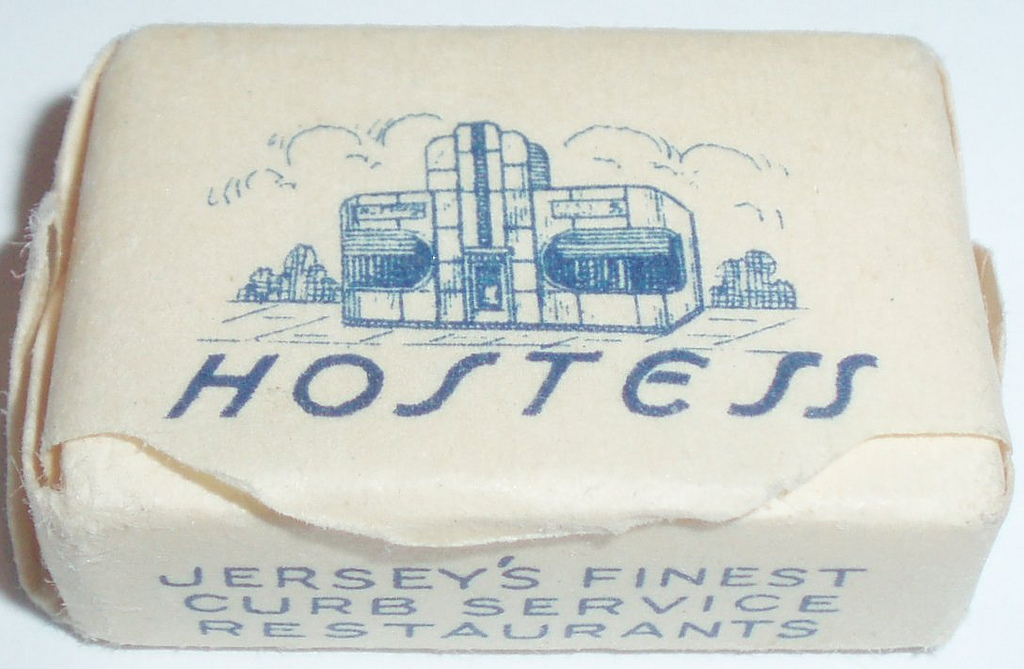 HOSTESS
JERSEY'S FINEST
CURB SERVICE
RESTAURANTS